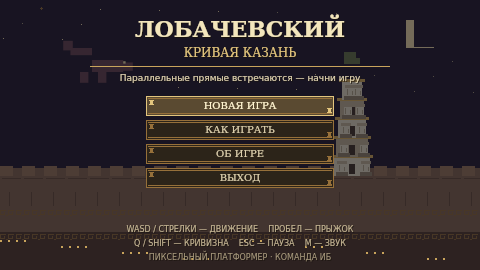 ЛОБАЧЕВСКИЙ
КРИВАЯ КАЗАНЬ
Параллельные прямые встречаются — начни игру
НОВАЯ ИГРА
КАК ИГРАТЬ
ОБ ИГРЕ
ВЫХОД
WASD / СТРЕЛКИ — ДВИЖЕНИЕ ПРОБЕЛ — ПРЫЖОК
Q / SHIFT — КРИВИЗНА ESC — ПАУЗА M — ЗВУК
ПИКСЕЛЬНЫЙ ПЛАТФОРМЕР · КОМАНДА ИБ